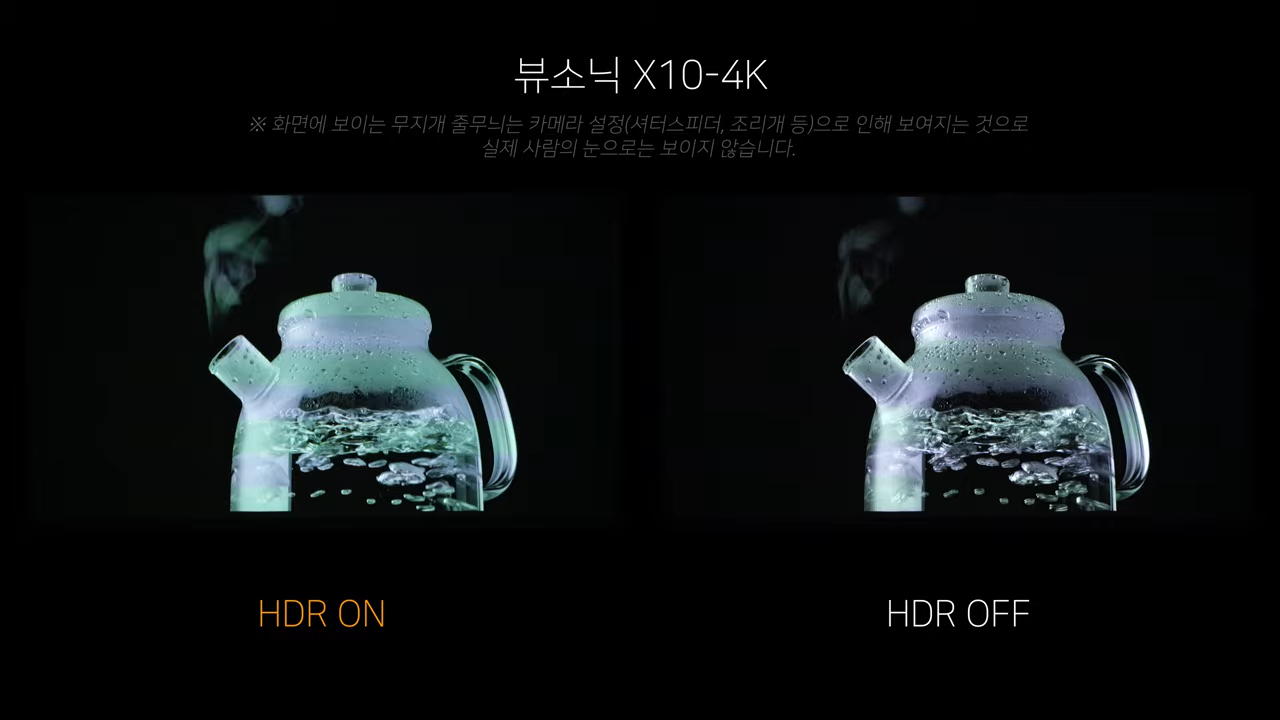 뷰소닉 X10-4K
※ 화면에 보이는 무지개 줄무늬는 카메라 설정(셔터스피더, 조리개 등)으로 인해 보여지는 것으로
실제 사람의 눈으로는 보이지 않습니다.
HDR ON
HDR OFF